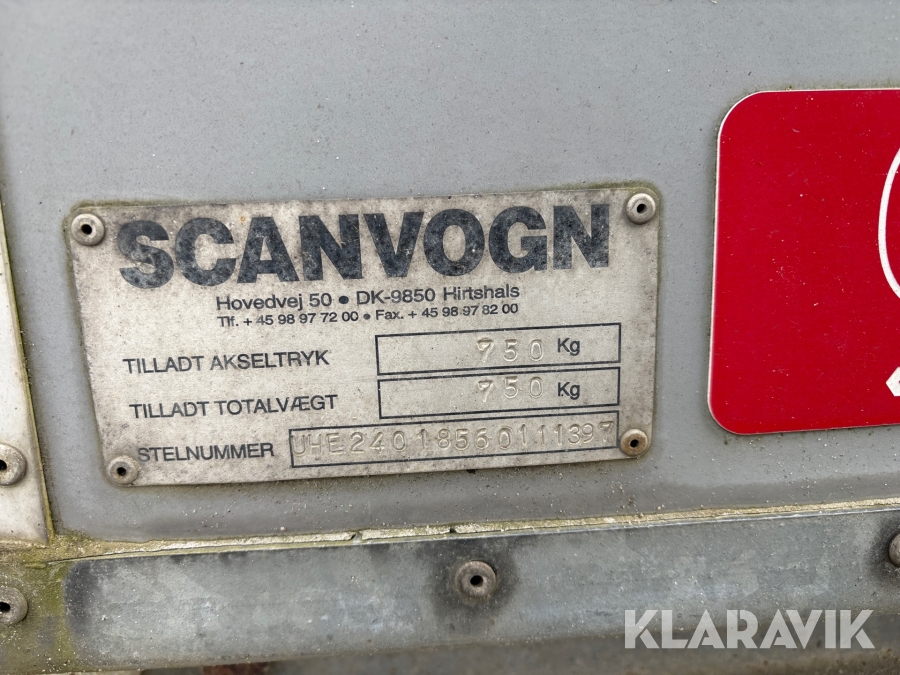 SCANVOGN
Hovedvej 50 • DK-9850 Hirtshals
Tlf. + 45 98 97 72 00 • Fax. + 45 98 97 82 00
TILLADT AKSELTRYK 750 Kg
TILLADT TOTALVÆGT 750 Kg
STELNUMMER UHE24018560111397
KLARAVIK